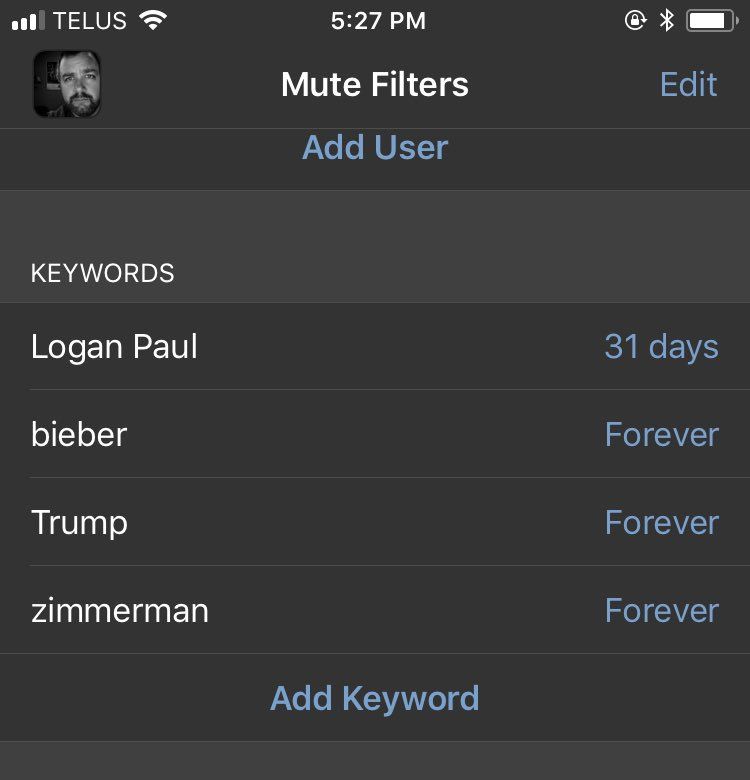 TELUS 5:27 PM
Mute Filters Edit
Add User
KEYWORDS
Logan Paul 31 days
bieber Forever
Trump Forever
zimmerman Forever
Add Keyword